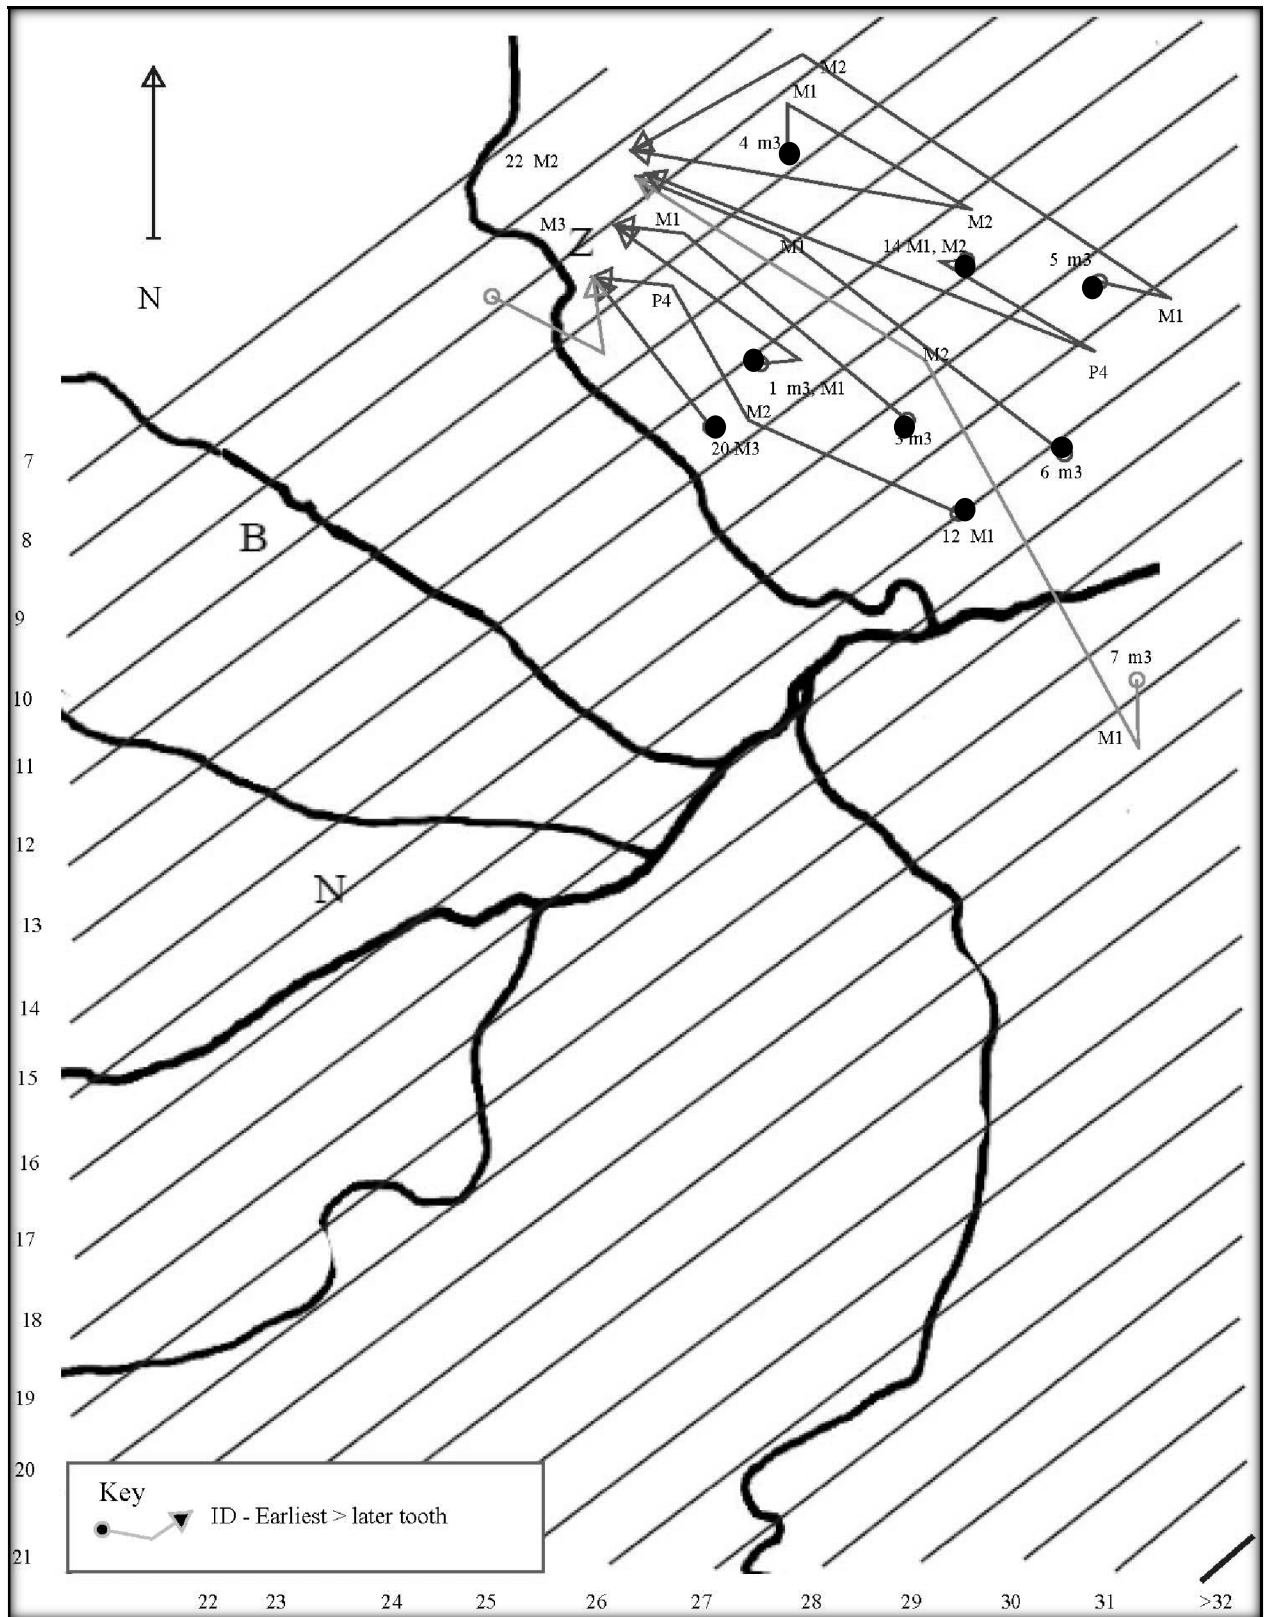 M2
M1
4 m3
22 M2
M3
Z
M1
M2
M1
14 M1, M2
5 m3
N
P4
M1
M2
P4
1 m3, M1
M2
20 M3
3 m3
6 m3
7
B
8
12 M1
9
7 m3
10
M1
11
12
N
13
14
15
16
17
18
19
20
Key
ID - Earliest > later tooth
21
22 23 24 25 26 27 28 29 30 31 >32